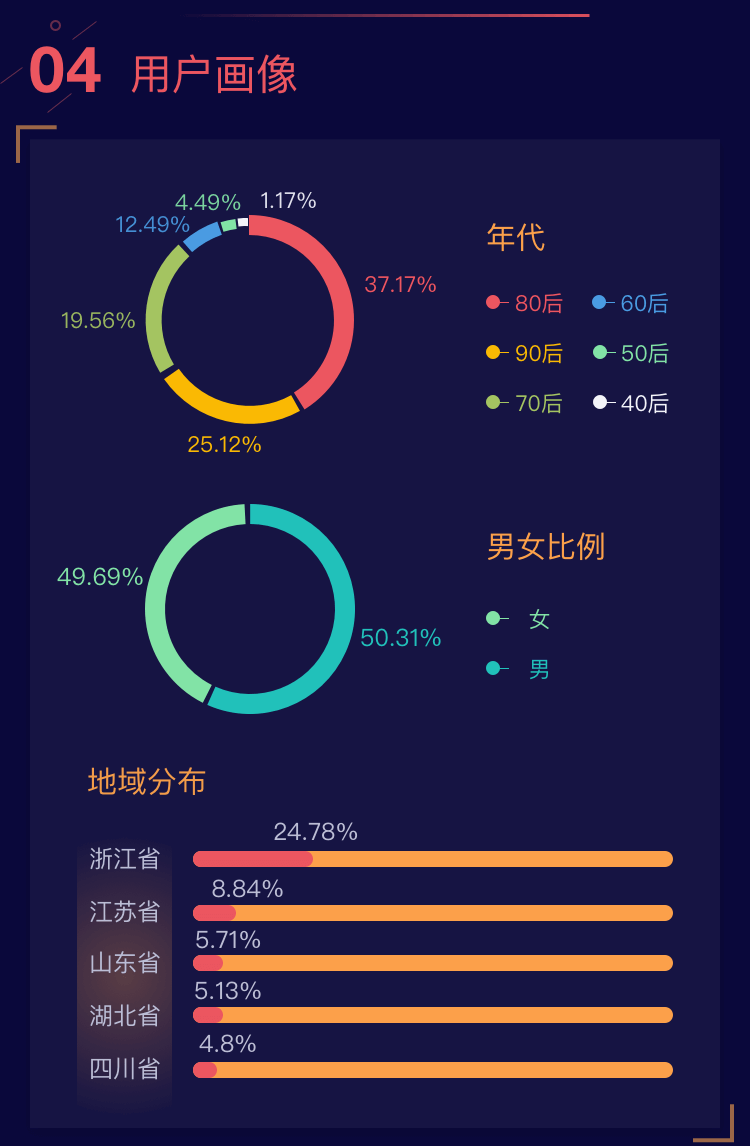 04 用户画像
4.49%
1.17%
12.49%
37.17%
19.56%
25.12%
年代
80后
60后
90后
50后
70后
40后
49.69%
50.31%
男女比例
女
男
地域分布
24.78%
浙江省
8.84%
江苏省
5.71%
山东省
5.13%
湖北省
4.8%
四川省